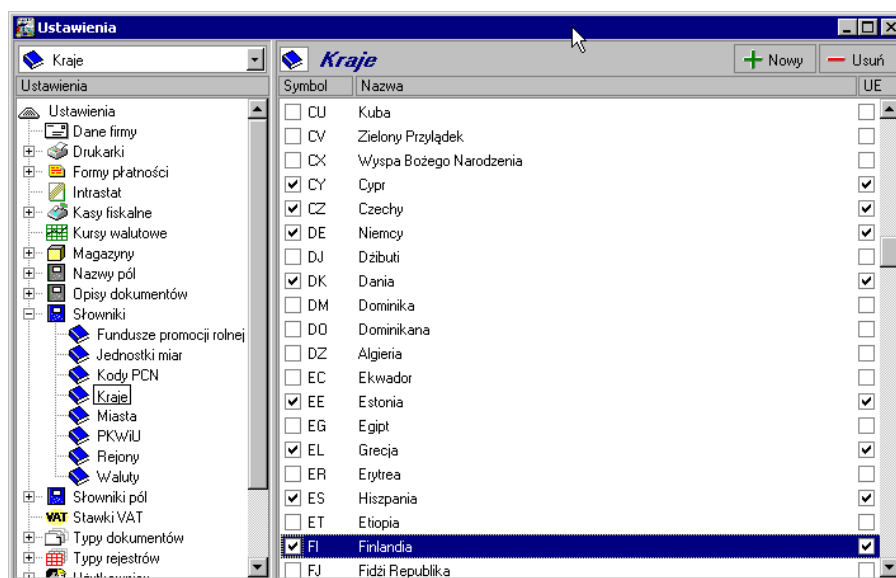 Ustawienia
Kraje
Kraje
Nowy
Usuń
Ustawienia
Symbol Nazwa UE
Ustawienia
Dane firmy
Drukarki
Formy płatności
Intrastat
Kasy fiskalne
Kursy walutowe
Magazyny
Nazwy pól
Opisy dokumentów
Słowniki
Fundusze promocji rolnej
Jednostki miar
Kody PCN
Kraje
Miasta
PKWiU
Rejony
Waluty
Słowniki pól
VAT Stawki VAT
Typy dokumentów
Typy rejestrów
CU Kuba
CV Zielony Przylądek
CX Wyspa Bożego Narodzenia
CY Cypr
CZ Czechy
DE Niemcy
DJ Dżibuti
DK Dania
DM Dominika
DO Dominikana
DZ Algieria
EC Ekwador
EE Estonia
EG Egipt
EL Grecja
ER Erytrea
ES Hiszpania
ET Etiopia
FI Finlandia
FJ Fidżi Republika